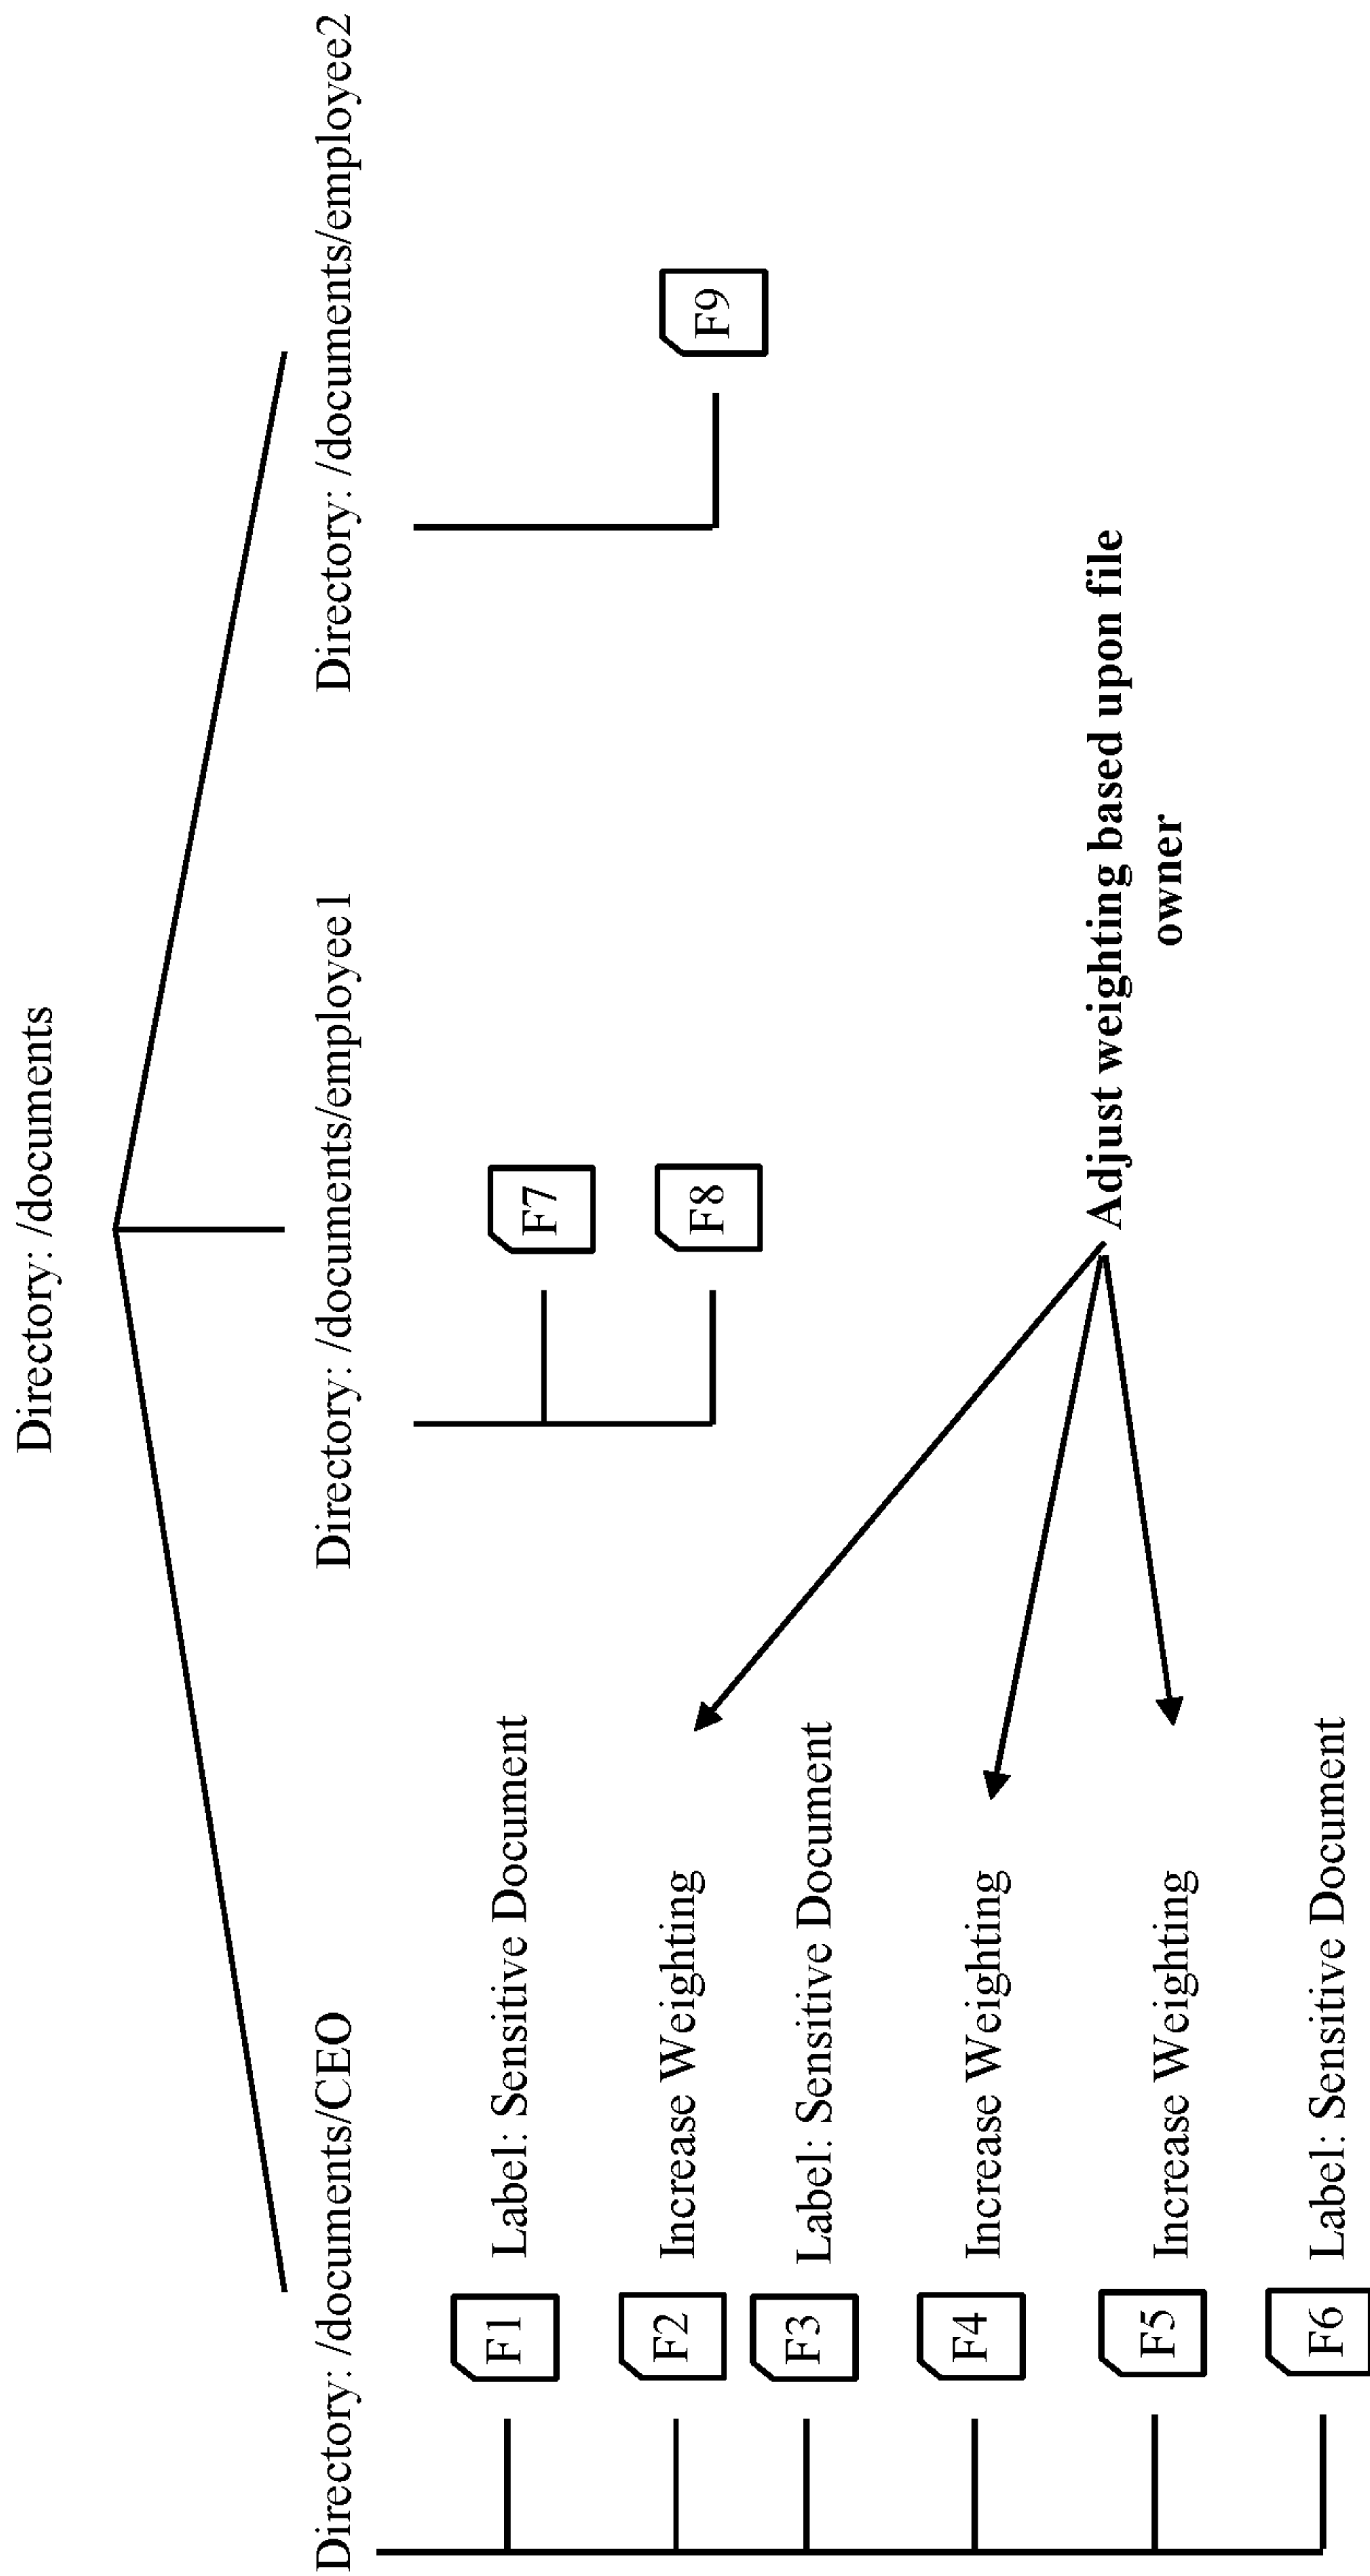 Directory: /documents
Directory: /documents/CEO
Directory: /documents/employee1
Directory: /documents/employee2
F1
Label: Sensitive Document
F2
Increase Weighting
F3
Label: Sensitive Document
F4
Increase Weighting
F5
Increase Weighting
F6
Label: Sensitive Document
F7
F8
F9
Adjust weighting based upon file
owner